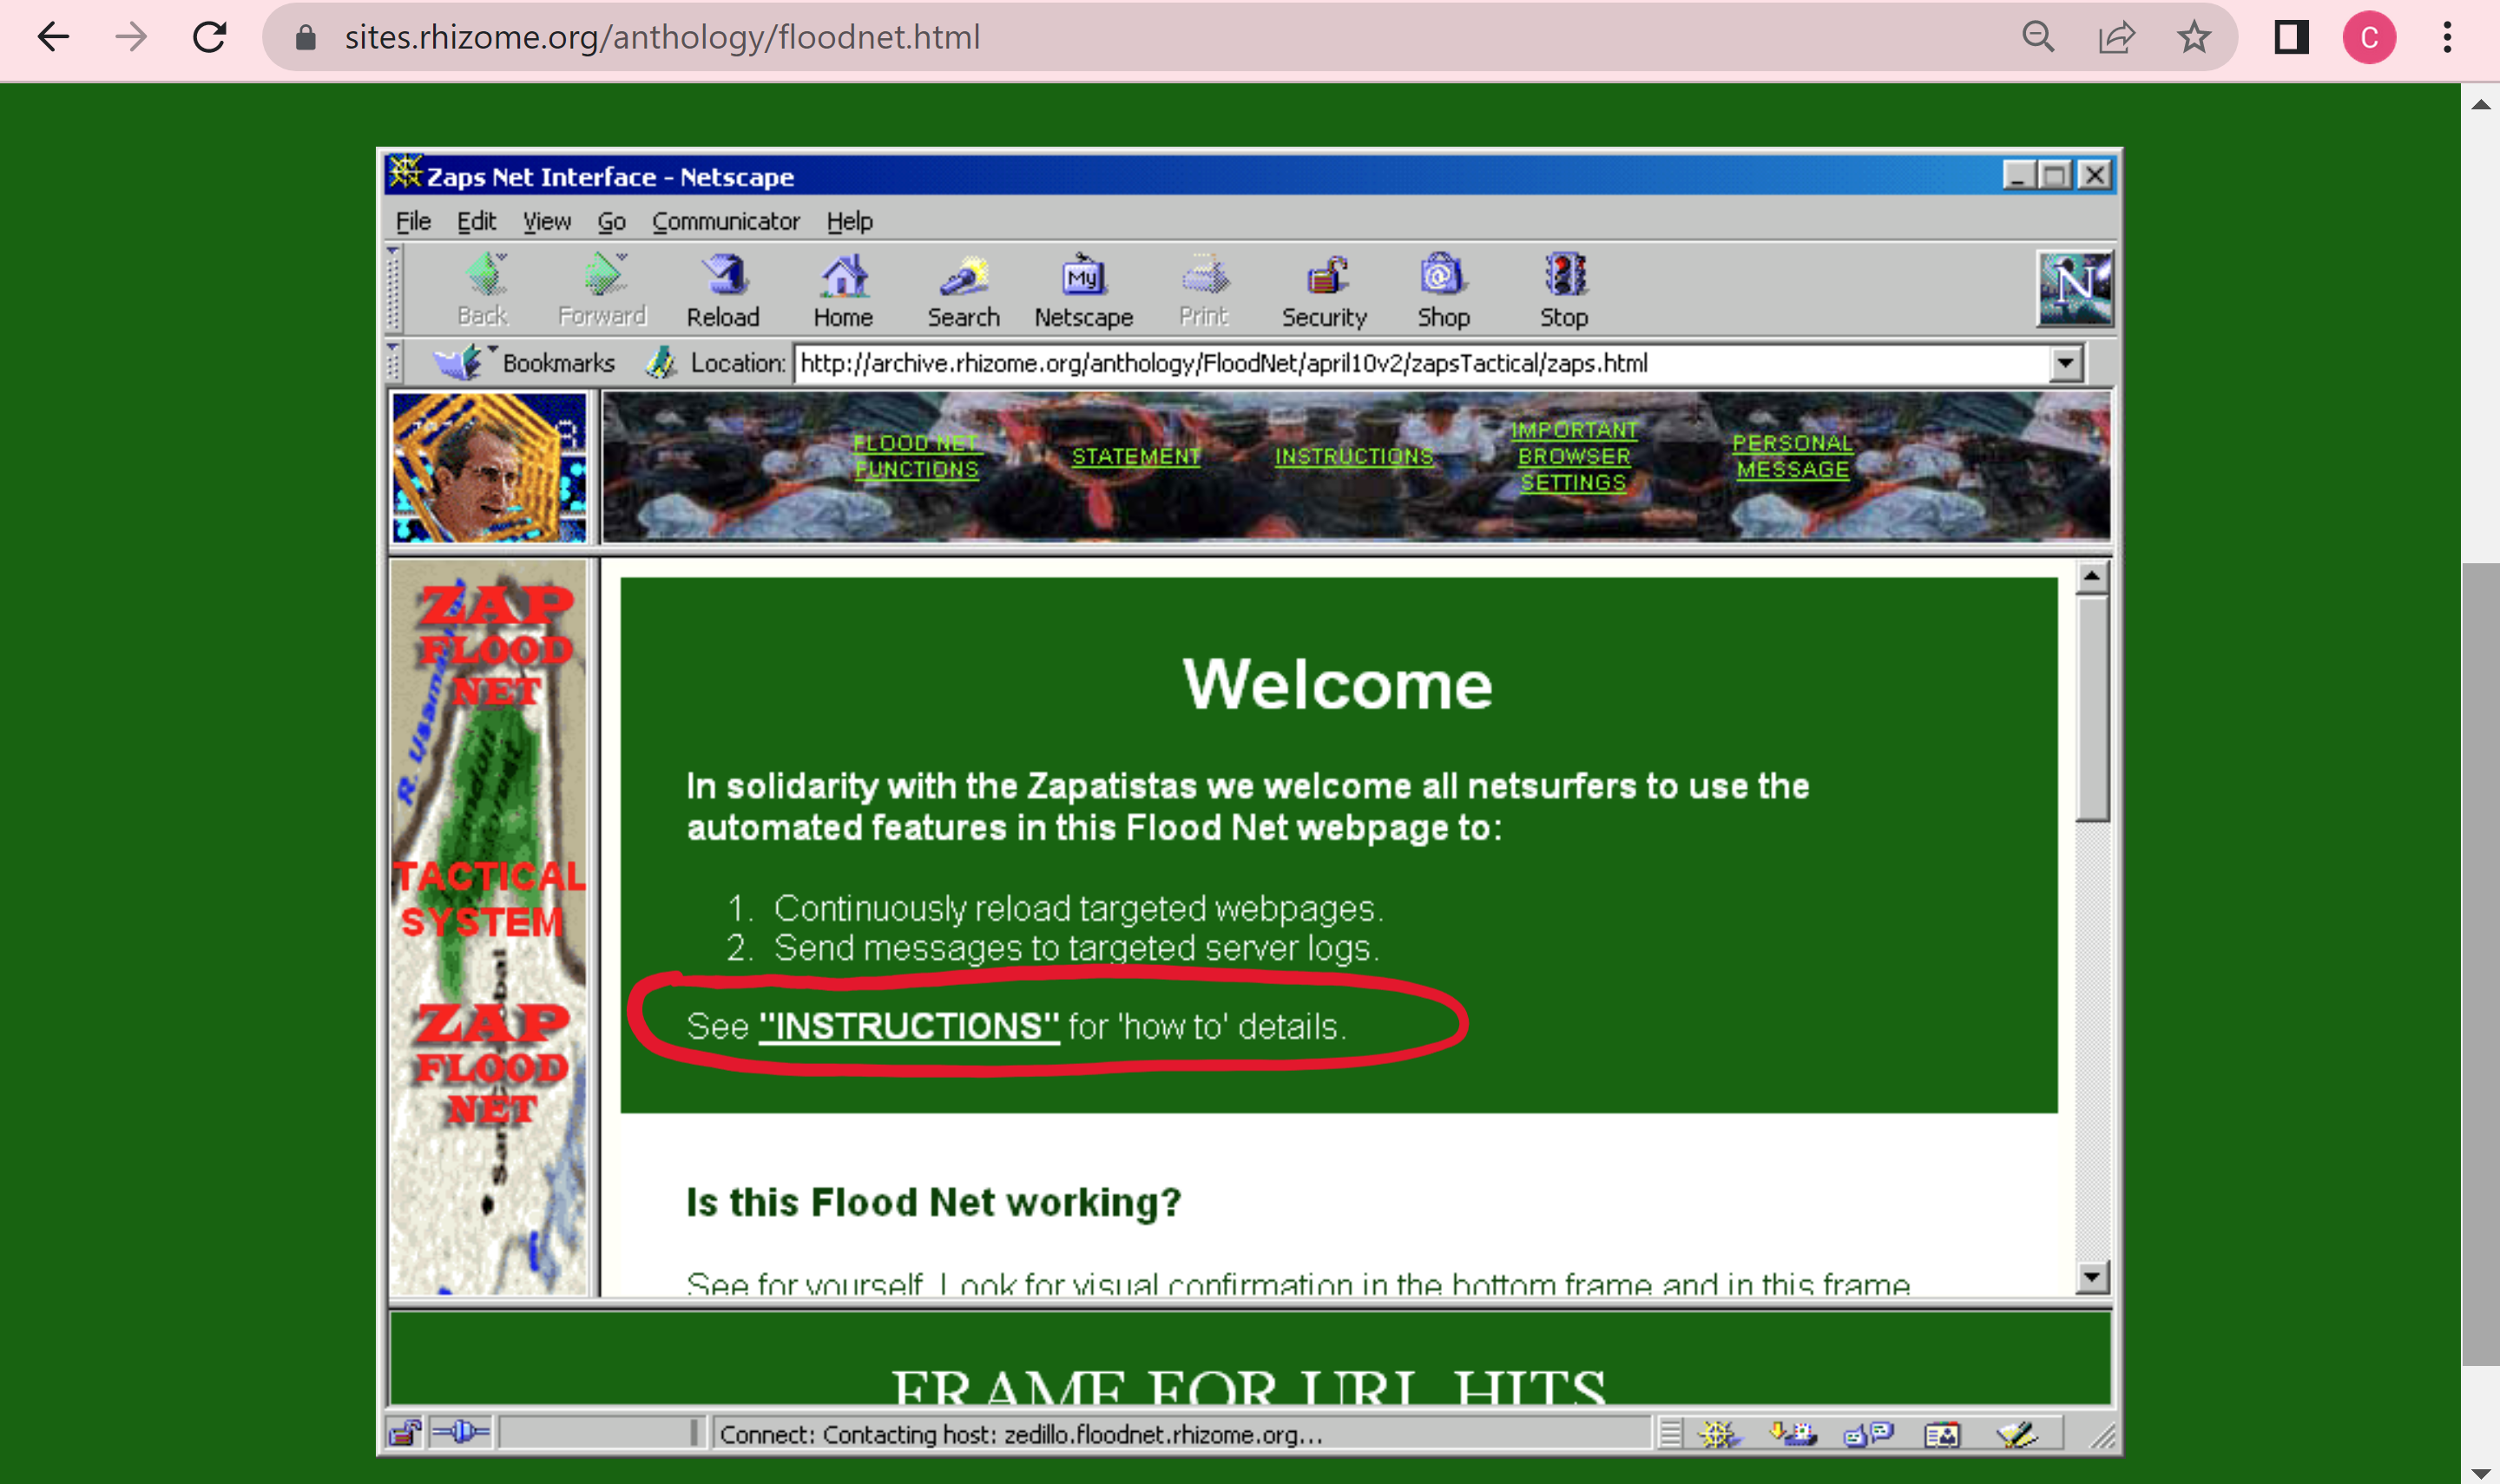 sites.rhizome.org/anthology/floodnet.html
C
Zaps Net Interface - Netscape
File Edit View Go Communicator Help
Back Forward Reload Home Search My Netscape Print Security Shop Stop
N
Bookmarks Location: http://archive.rhizome.org/anthology/FloodNet/april10v2/zapsTactical/zaps.html
FLOOD NET FUNCTIONS
STATEMENT
INSTRUCTIONS
IMPORTANT BROWSER SETTINGS
PERSONAL MESSAGE
ZAP
FLOOD
NET
TACTICAL
SYSTEM
ZAP
FLOOD
NET
Welcome
In solidarity with the Zapatistas we welcome all netsurfers to use the
automated features in this Flood Net webpage to:
1. Continuously reload targeted webpages.
2. Send messages to targeted server logs.
See "INSTRUCTIONS" for 'how to' details.
Is this Flood Net working?
See for yourself. Look for visual confirmation in the bottom frame and in this frame
FRAME FOR URL HITS
Connect: Contacting host: zedillo.floodnet.rhizome.org...